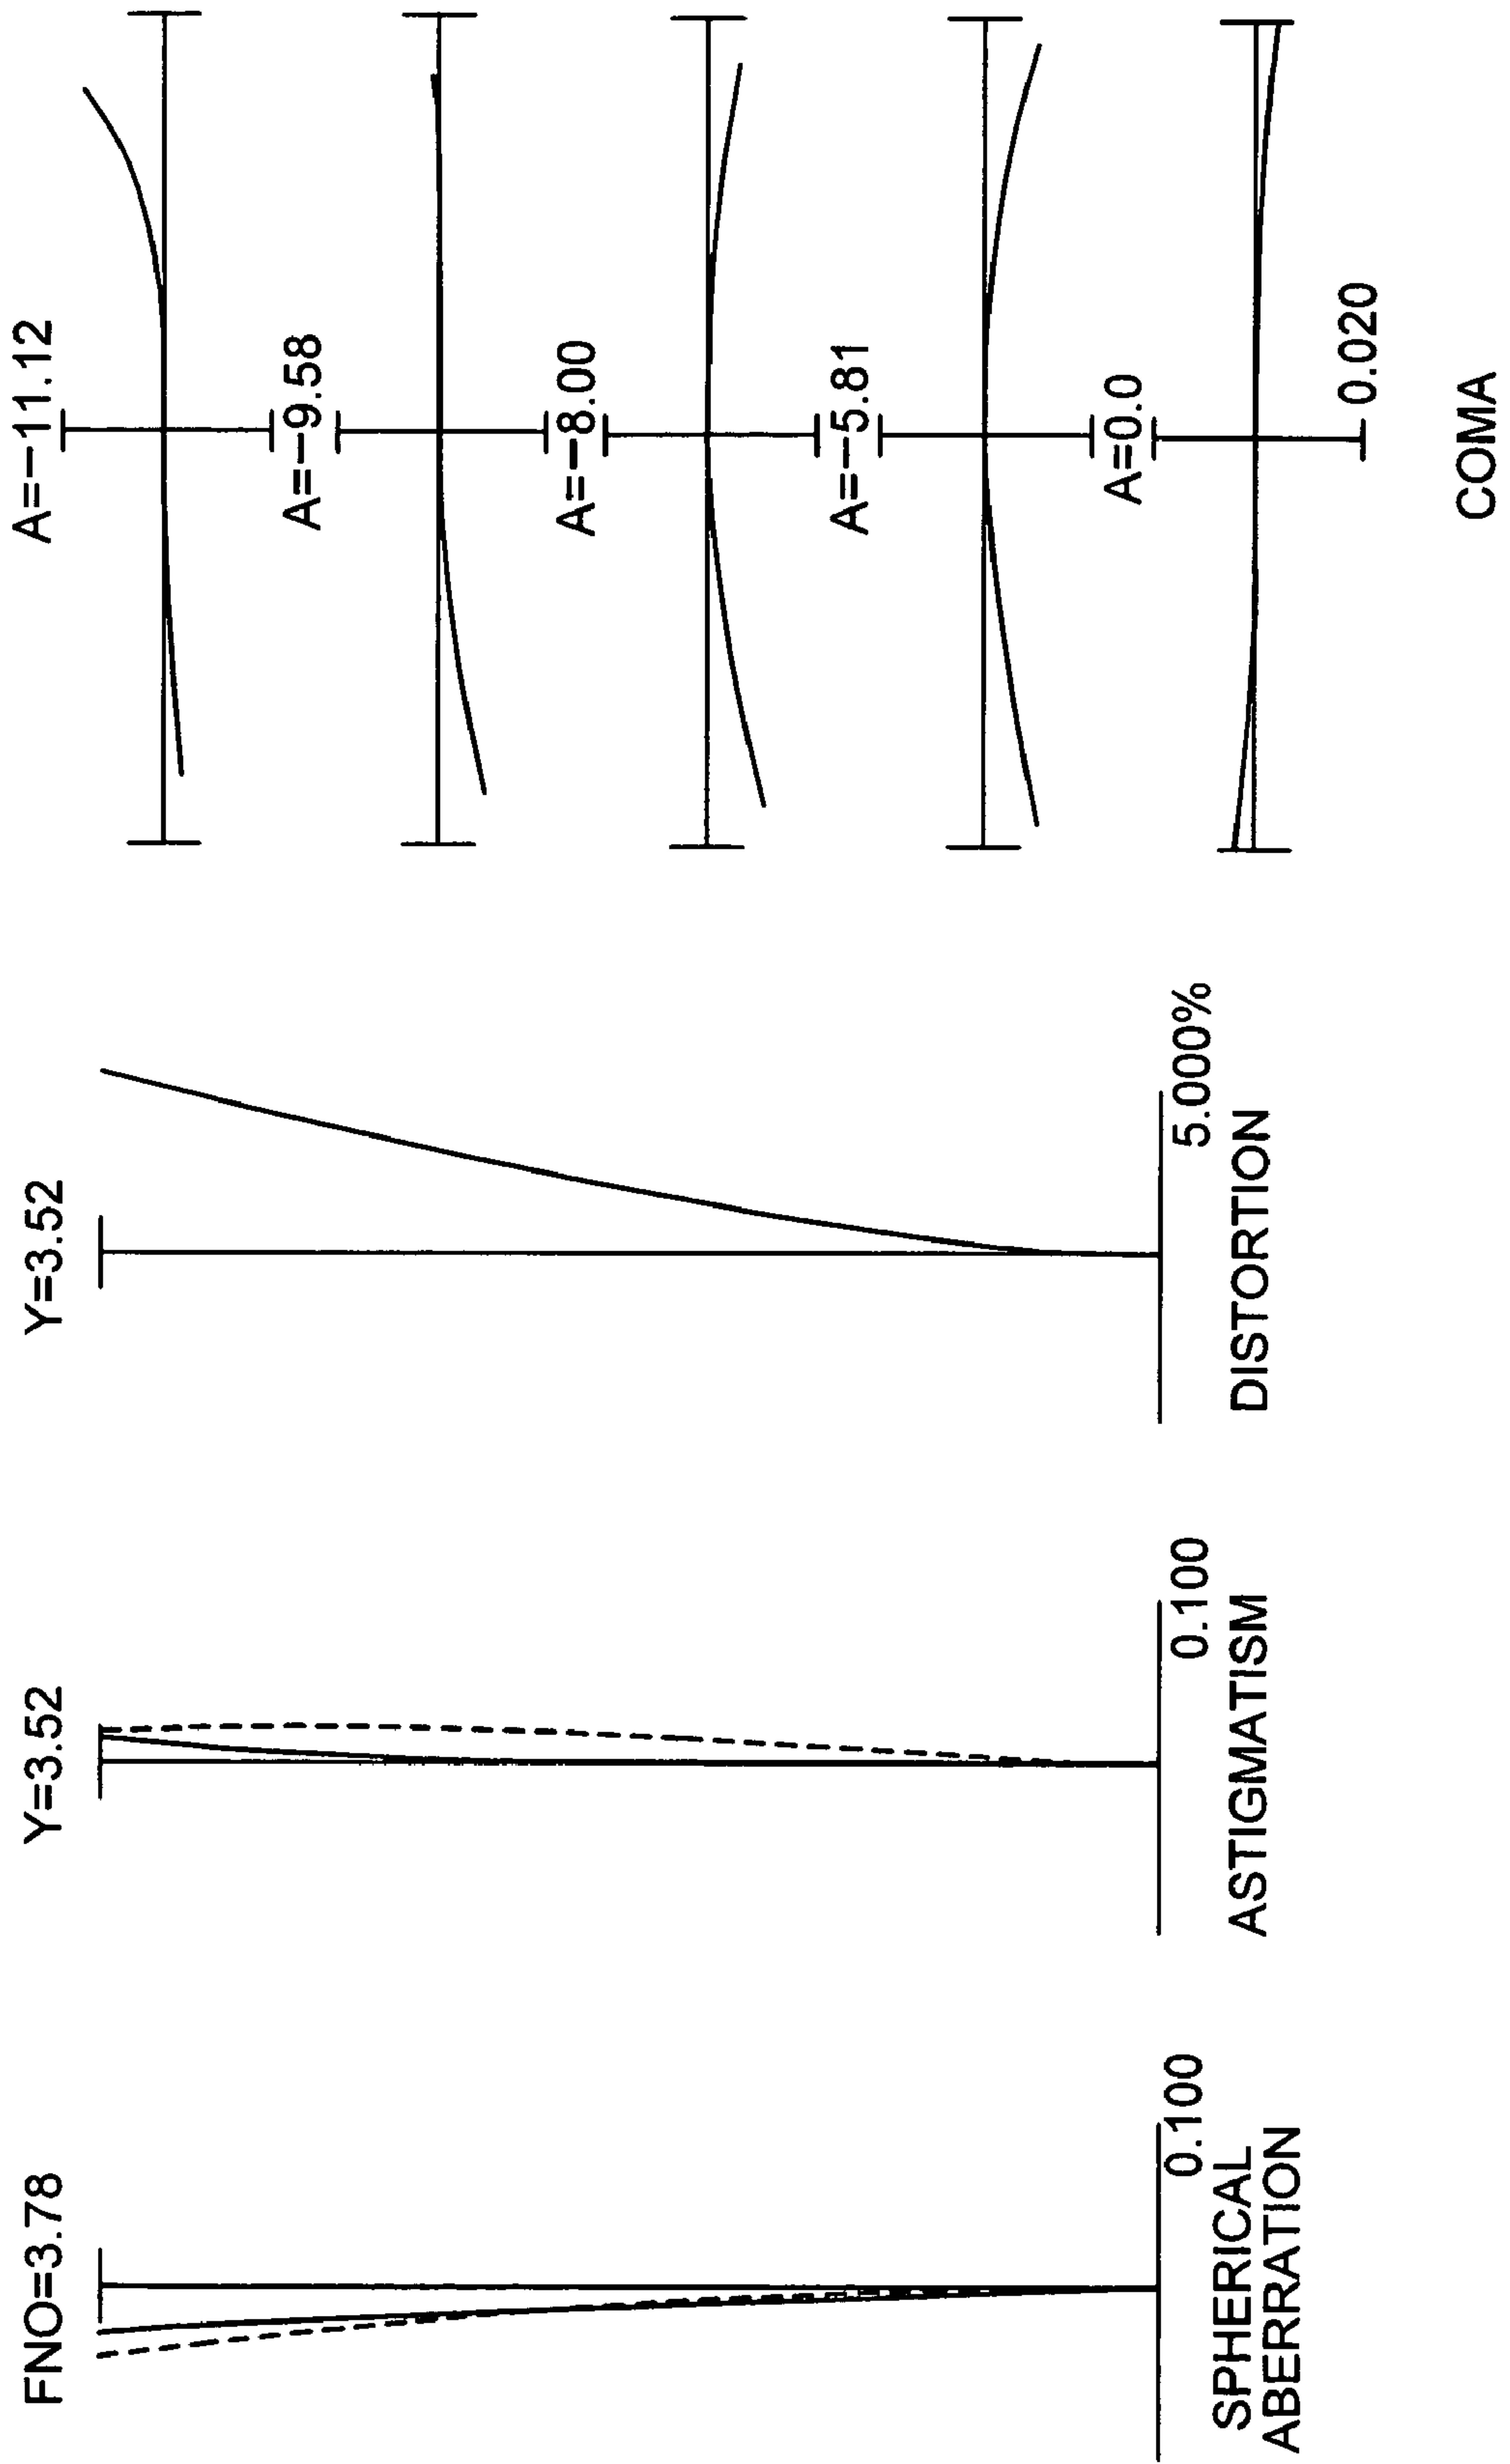 FNO=3.78
0.100
SPHERICAL
ABERRATION
Y=3.52
0.100
ASTIGMATISM
Y=3.52
5.000%
DISTORTION
A=-11.12
A=-9.58
A=-8.00
A=-5.81
A=0.0
0.020
COMA